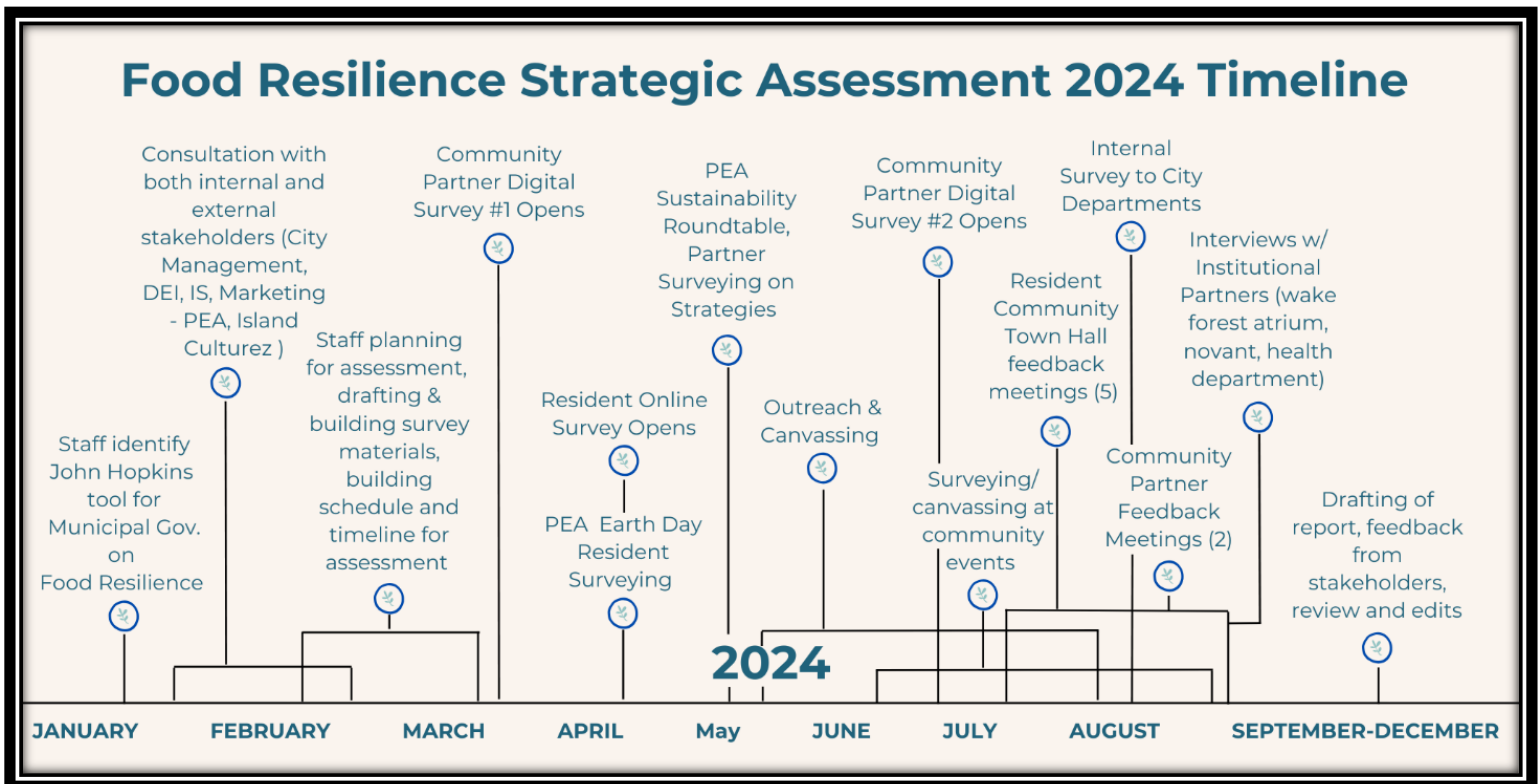 Food Resilience Strategic Assessment 2024 Timeline
Consultation with
both internal and
external
stakeholders (City
Management,
DEI, IS, Marketing
- PEA, Island
Culturez )
Community
Partner Digital
Survey #1 Opens
PEA
Sustainability
Roundtable,
Partner
Surveying on
Strategies
Community
Partner Digital
Survey #2 Opens
Internal
Survey to City
Departments
Interviews w/
Institutional
Partners (wake
forest atrium,
novant, health
department)
Resident
Community
Town Hall
feedback
meetings (5)
Staff planning
for assessment,
drafting &
building survey
materials,
building
schedule and
timeline for
assessment
Resident Online
Survey Opens
Outreach &
Canvassing
Staff identify
John Hopkins
tool for
Municipal Gov.
on
Food Resilience
PEA  Earth Day
Resident
Surveying
Surveying/
canvassing at
community
events
Community
Partner
Feedback
Meetings (2)
Drafting of
report, feedback
from
stakeholders,
review and edits
2024
JANUARY FEBRUARY MARCH APRIL May JUNE JULY AUGUST SEPTEMBER-DECEMBER